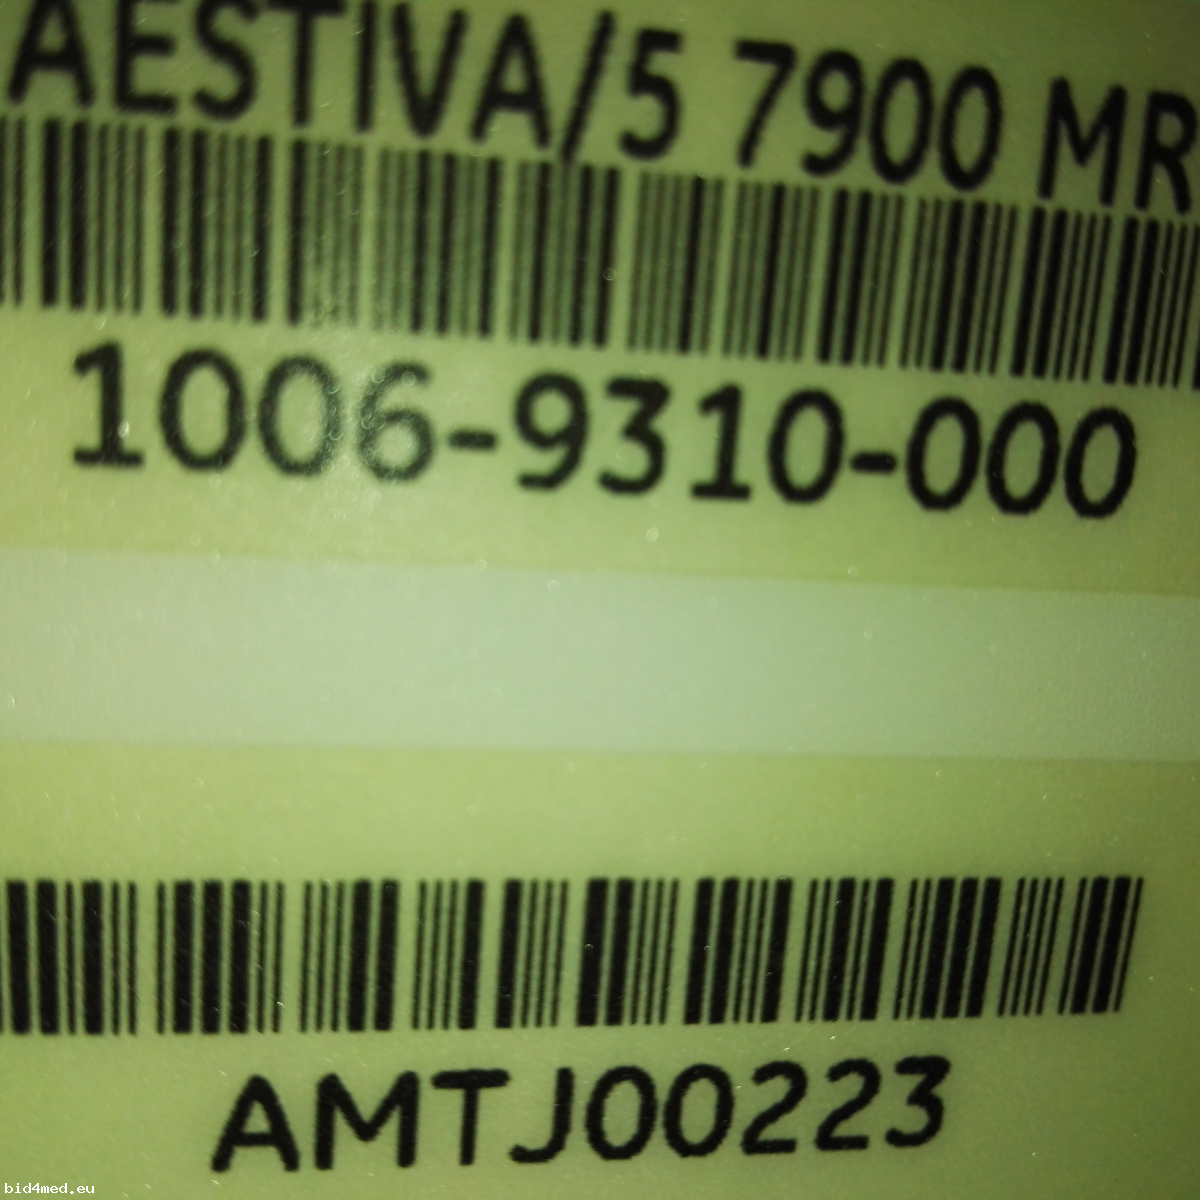 AESTIVA/5 7900 MR
1006-9310-000
AMTJ00223
bid4med.eu